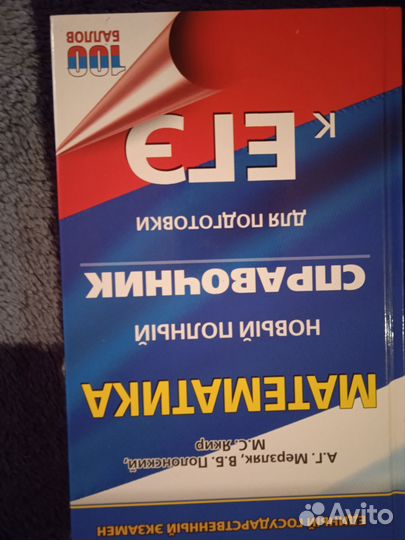 ЕДИНЫЙ ГОСУДАРСТВЕННЫЙ ЭКЗАМЕН
А.Г. Мерзляк, В.Б. Полонский,
М.С. Якир
МАТЕМАТИКА
НОВЫЙ ПОЛНЫЙ
СПРАВОЧНИК
ДЛЯ ПОДГОТОВКИ
К ЕГЭ
100
БАЛЛОВ
Avito